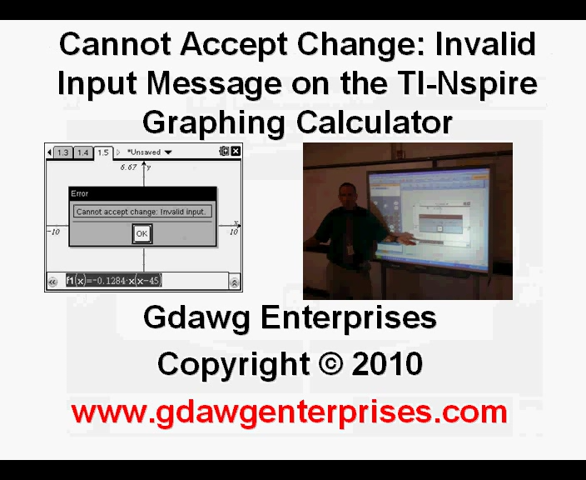 Cannot Accept Change: Invalid
Input Message on the TI-Nspire
Graphing Calculator
1.3 1.4 1.5 *Unsaved
6.67 y
Error
Cannot accept change: Invalid input.
x
-10 10
OK
f1(x)=-0.1284·x(x-45)
Gdawg Enterprises
Copyright © 2010
www.gdawgenterprises.com